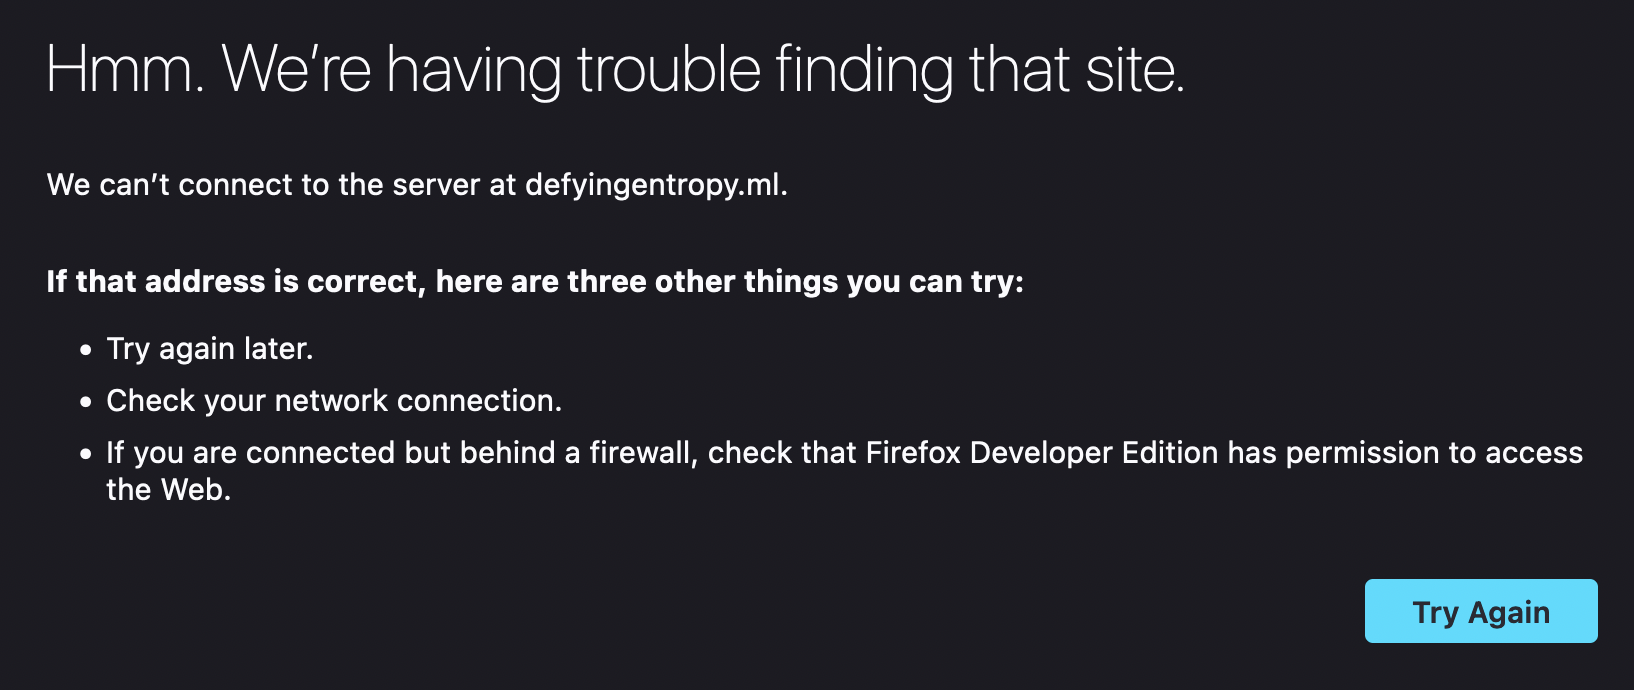 Hmm. We’re having trouble finding that site.
We can’t connect to the server at defyingentropy.ml.
If that address is correct, here are three other things you can try:
• Try again later.
• Check your network connection.
• If you are connected but behind a firewall, check that Firefox Developer Edition has permission to access
the Web.
Try Again